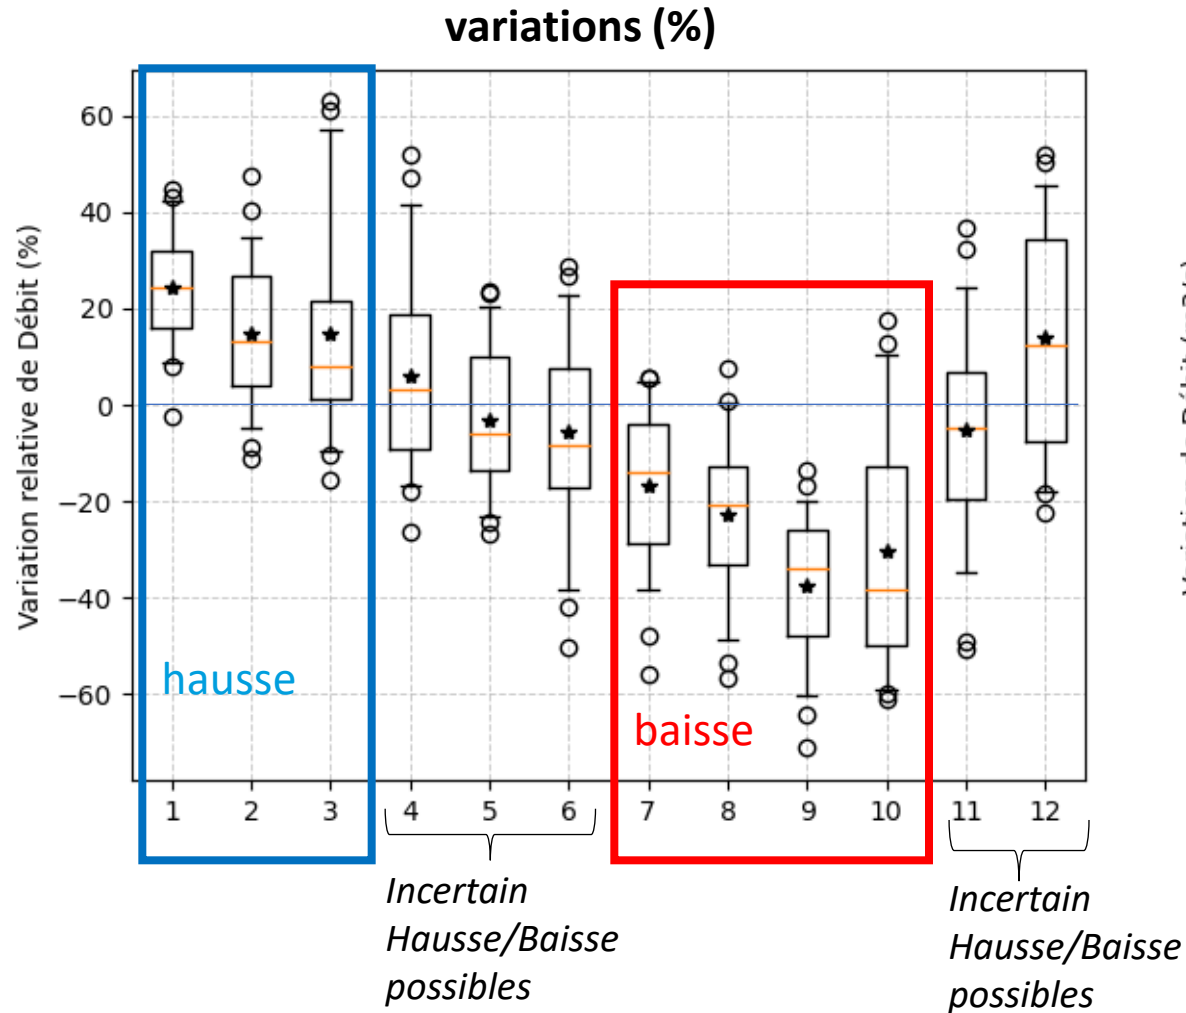 variations (%)
Variation relative de Débit (%)
60
40
20
0
−20
−40
−60
hausse
baisse
1 2 3 4 5 6 7 8 9 10 11 12
Incertain
Hausse/Baisse
possibles
Incertain
Hausse/Baisse
possibles